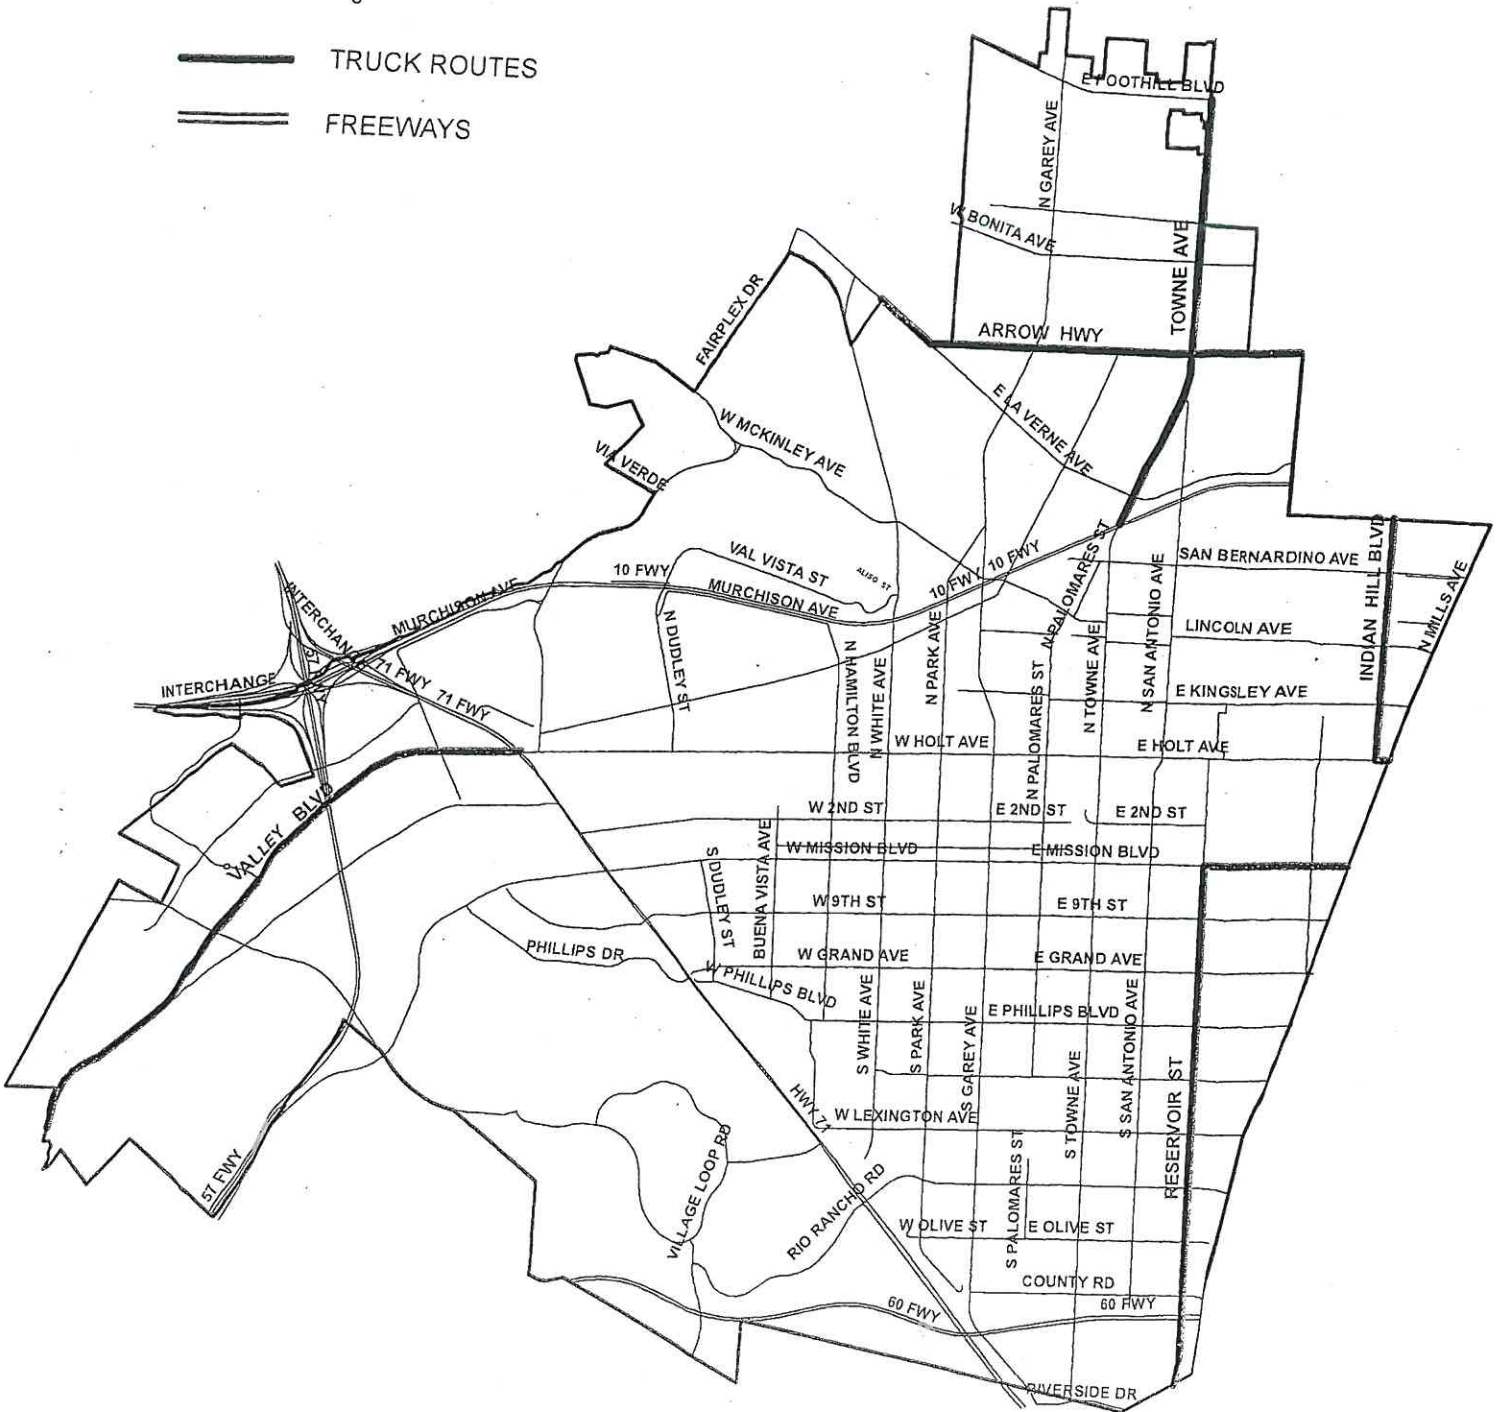 TRUCK ROUTES
FREEWAYS
E FOOTHILL BLVD
N GAREY AVE
W BONITA AVE
TOWNE AVE
FAIRPLEX DR
ARROW HWY
E LA VERNE AVE
W MCKINLEY AVE
VIA VERDE
N PALOMARES ST
INDIAN HILL BLVD
SAN BERNARDINO AVE
VAL VISTA ST
ALISO ST
10 FWY
10 FWY
10 FWY
MURCHISON AVE
MURCHISON AVE
INTERCHANGE
N MILLS AVE
N DUDLEY ST
LINCOLN AVE
N SAN ANTONIO AVE
N TOWNE AVE
N PARK AVE
N HAMILTON BLVD
N WHITE AVE
57
71 FWY
71 FWY
INTERCHANGE
N PALOMARES ST
E KINGSLEY AVE
W HOLT AVE
E HOLT AVE
VALLEY BLVD
W 2ND ST
E 2ND ST
E 2ND ST
W MISSION BLVD
E MISSION BLVD
S DUDLEY ST
BUENA VISTA AVE
W 9TH ST
E 9TH ST
PHILLIPS DR
W GRAND AVE
E GRAND AVE
W PHILLIPS BLVD
E PHILLIPS BLVD
S WHITE AVE
S PARK AVE
S GAREY AVE
S SAN ANTONIO AVE
S TOWNE AVE
RESERVOIR ST
HWY 71
W LEXINGTON AVE
S PALOMARES ST
VILLAGE LOOP RD
RIO RANCHO RD
57 FWY
W OLIVE ST
E OLIVE ST
COUNTY RD
60 FWY
60 FWY
RIVERSIDE DR